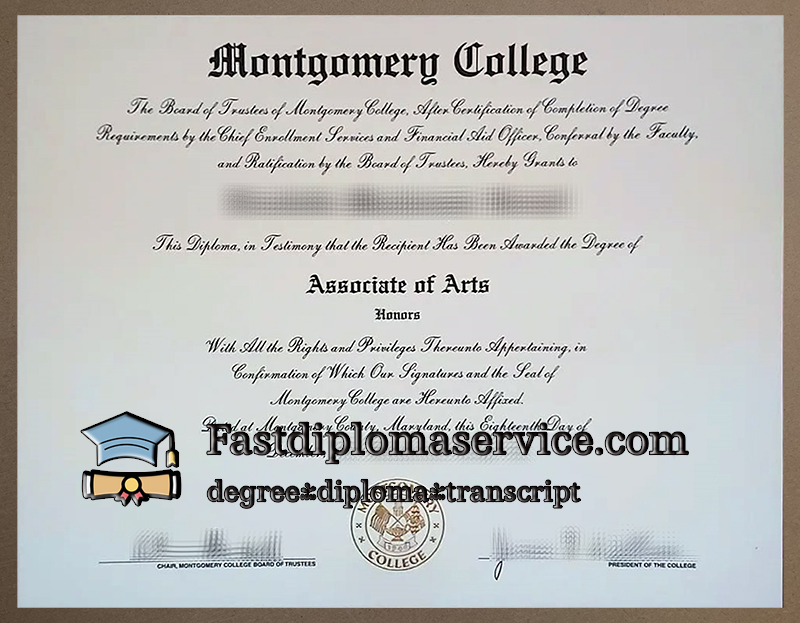 Montgomery College
The Board of Trustees of Montgomery College, After Certification of Completion of Degree
Requirements by the Chief Enrollment Services and Financial Aid Officer, Conferral by the Faculty,
and Ratification by the Board of Trustees, Hereby Grants to
This Diploma, in Testimony that the Recipient Has Been Awarded the Degree of
Associate of Arts
Honors
With All the Rights and Privileges Thereunto Appertaining, in
Confirmation of Which Our Signatures and the Seal of
Montgomery College are Hereunto Affixed.
at Montgomery County, Maryland, this Eighteenth Day of
December,
Fastdiplomaservice.com
degree*diploma*transcript
MONTGOMERY
COLLEGE
CHAIR, MONTGOMERY COLLEGE BOARD OF TRUSTEES
PRESIDENT OF THE COLLEGE